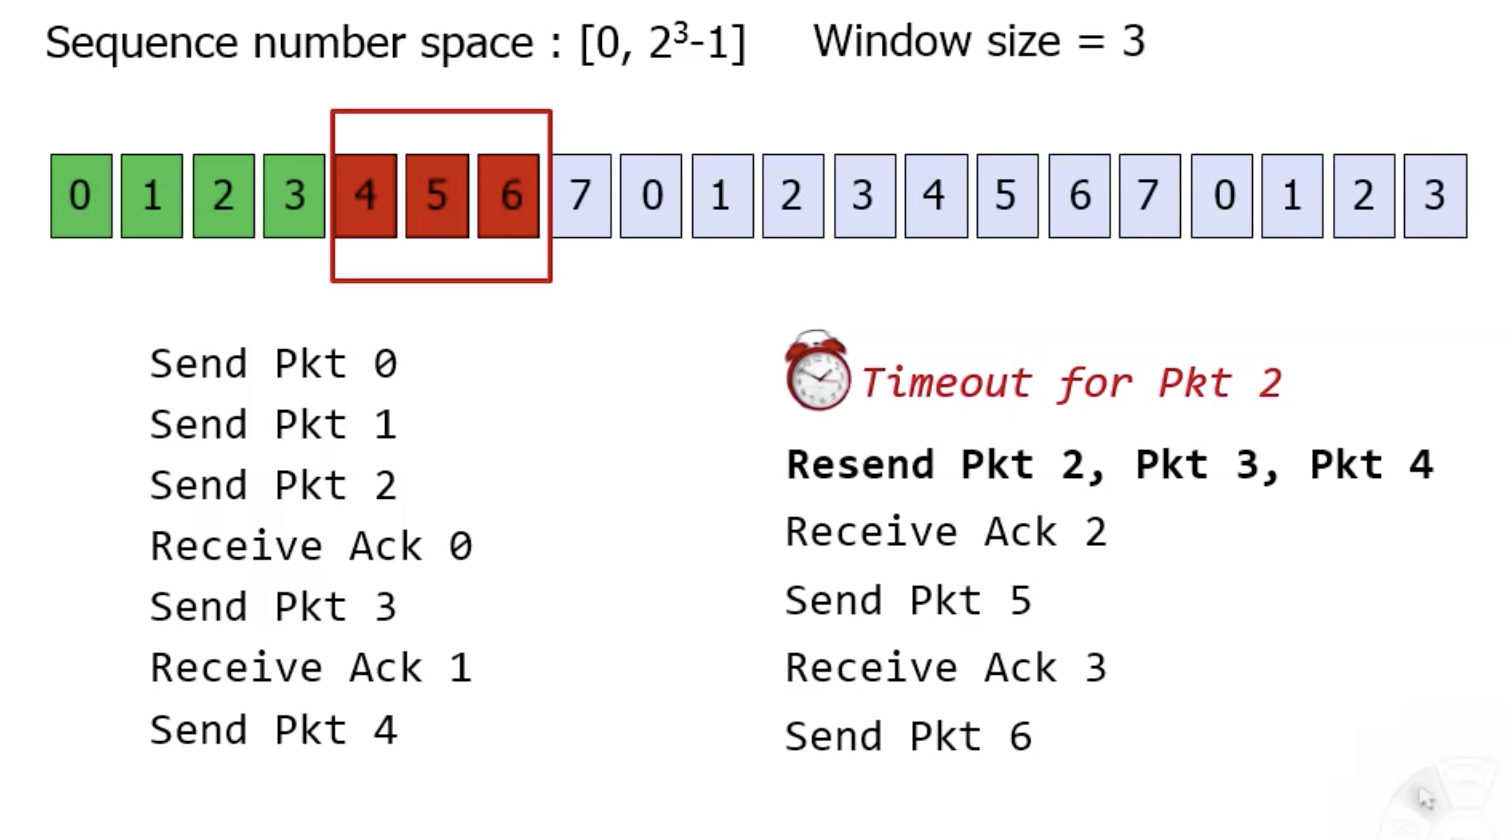 Sequence number space : [0, 2³-1] Window size = 3
0 1 2 3 4 5 6 7 0 1 2 3 4 5 6 7 0 1 2 3
Send Pkt 0
Send Pkt 1
Send Pkt 2
Receive Ack 0
Send Pkt 3
Receive Ack 1
Send Pkt 4
Timeout for Pkt 2
Resend Pkt 2, Pkt 3, Pkt 4
Receive Ack 2
Send Pkt 5
Receive Ack 3
Send Pkt 6